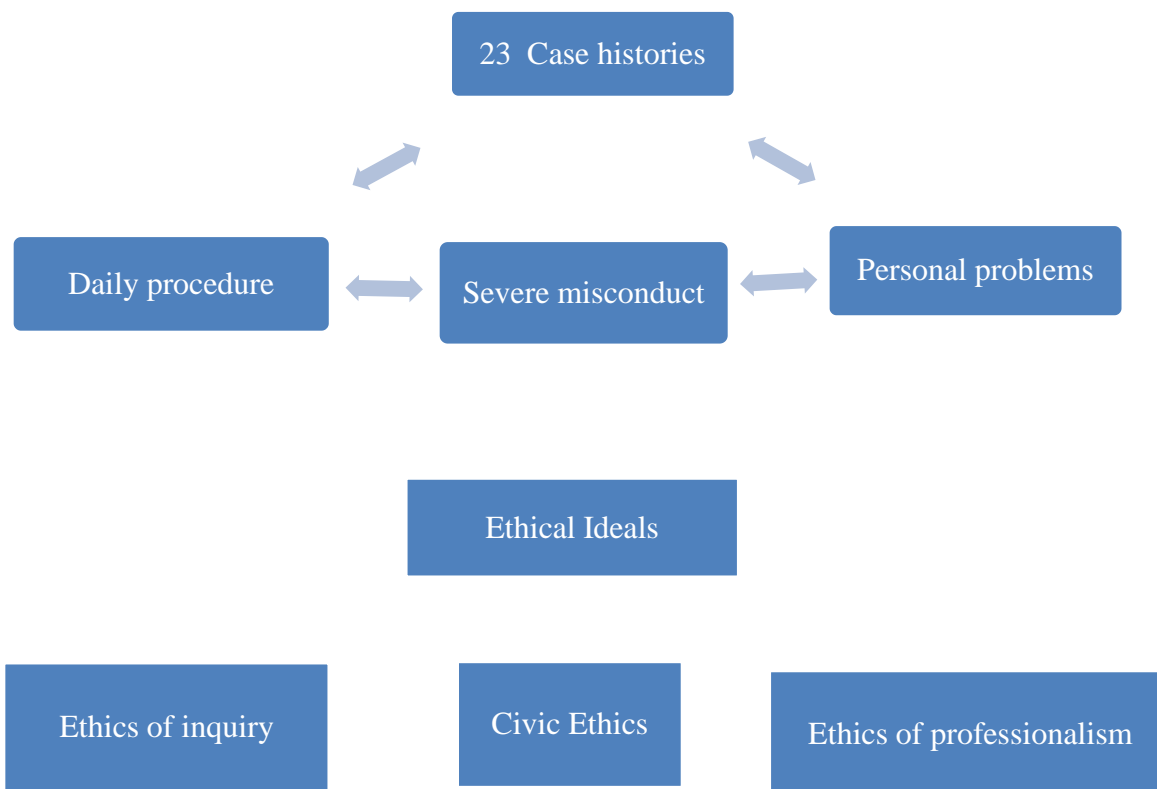 23  Case histories
Daily procedure
Severe misconduct
Personal problems
Ethical Ideals
Ethics of inquiry
Civic Ethics
Ethics of professionalism